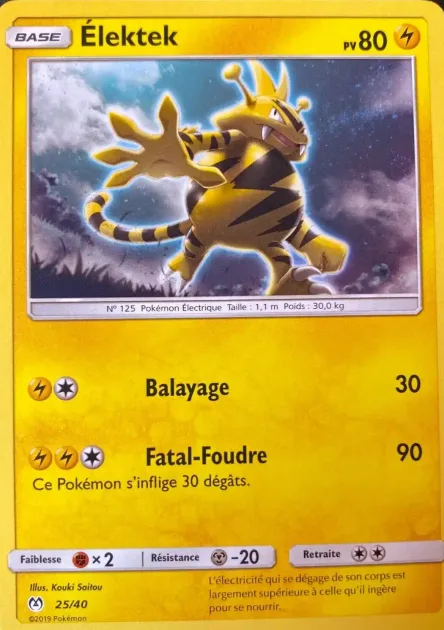 BASE Élektek PV80
N° 125 Pokémon Électrique Taille : 1,1 m Poids : 30,0 kg
Balayage 30
Fatal-Foudre 90
Ce Pokémon s'inflige 30 dégâts.
Faiblesse ×2 Résistance -20 Retraite
Illus. Kouki Saitou
25/40
©2019 Pokémon
L'électricité qui se dégage de son corps est
largement supérieure à celle qu'il ingère
pour se nourrir.